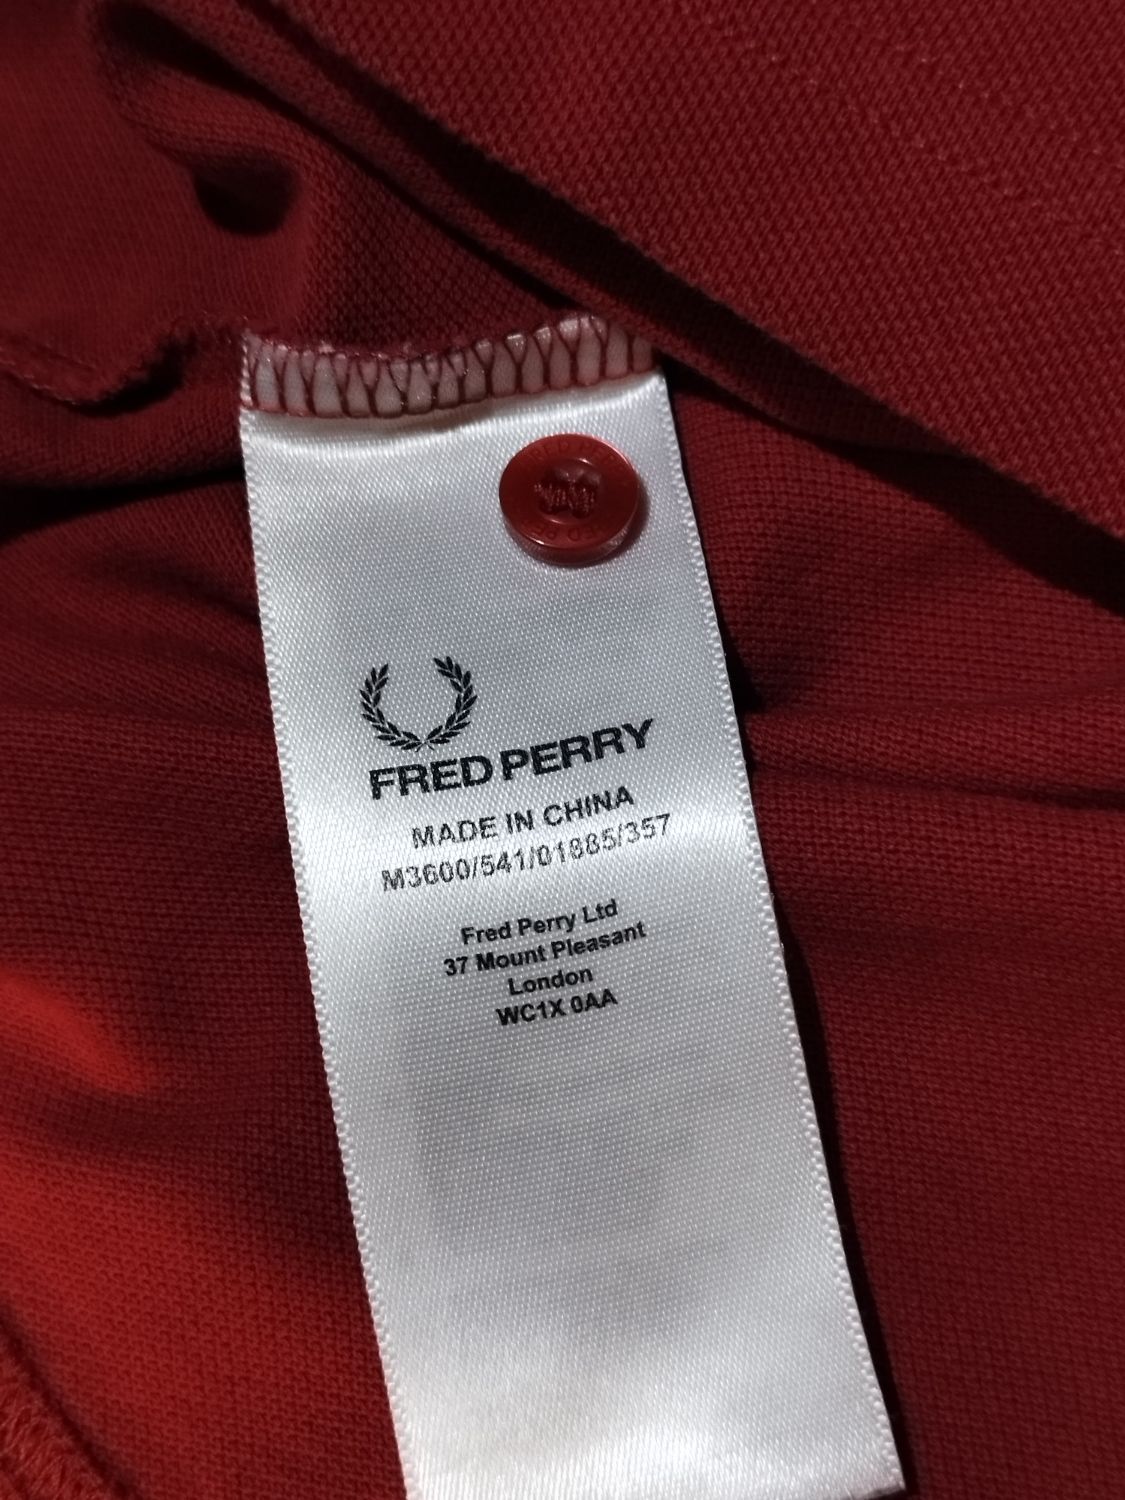 FRED PERRY
MADE IN CHINA
M3600/541/01885/357
Fred Perry Ltd
37 Mount Pleasant
London
WC1X 0AA